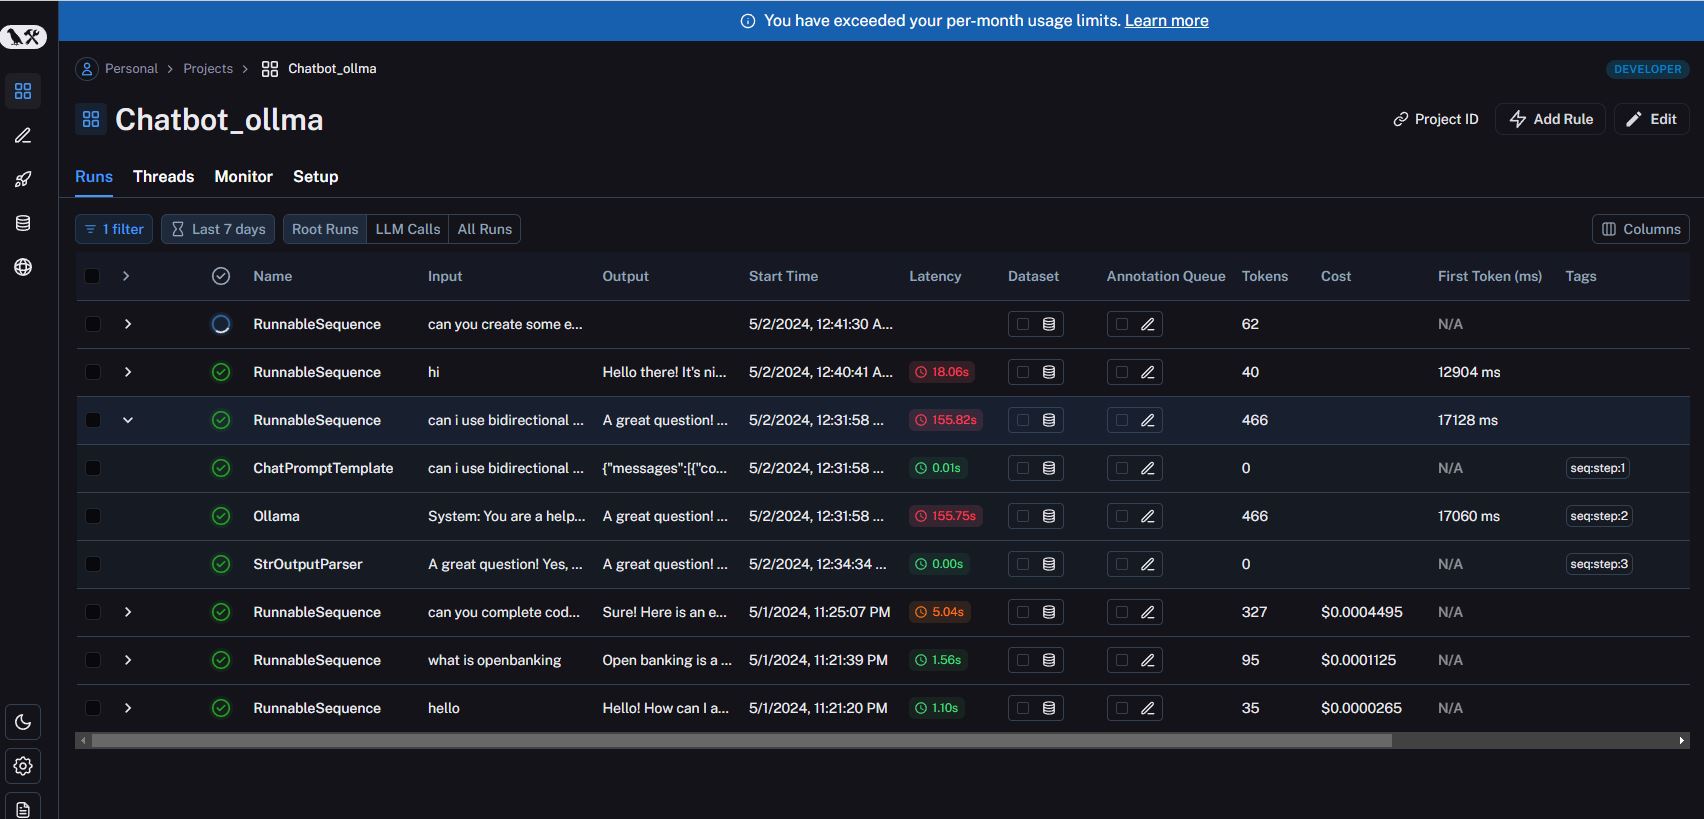 You have exceeded your per-month usage limits. Learn more
Personal > Projects > Chatbot_ollma
DEVELOPER
Chatbot_ollma
Project ID
Add Rule
Edit
Runs Threads Monitor Setup
1 filter Last 7 days Root Runs LLM Calls All Runs Columns
Name Input Output Start Time Latency Dataset Annotation Queue Tokens Cost First Token (ms) Tags
RunnableSequence can you create some e... 5/2/2024, 12:41:30 A... 62 N/A
RunnableSequence hi Hello there! It's ni... 5/2/2024, 12:40:41 A... 18.06s 40 12904 ms
RunnableSequence can i use bidirectional ... A great question! ... 5/2/2024, 12:31:58 ... 155.82s 466 17128 ms
ChatPromptTemplate can i use bidirectional ... {"messages":[{"co... 5/2/2024, 12:31:58 ... 0.01s 0 N/A seq:step:1
Ollama System: You are a help... A great question! ... 5/2/2024, 12:31:58 ... 155.75s 466 17060 ms seq:step:2
StrOutputParser A great question! Yes, ... A great question! ... 5/2/2024, 12:34:34 ... 0.00s 0 N/A seq:step:3
RunnableSequence can you complete cod... Sure! Here is an e... 5/1/2024, 11:25:07 PM 5.04s 327 $0.0004495 N/A
RunnableSequence what is openbanking Open banking is a ... 5/1/2024, 11:21:39 PM 1.56s 95 $0.0001125 N/A
RunnableSequence hello Hello! How can I a... 5/1/2024, 11:21:20 PM 1.10s 35 $0.0000265 N/A